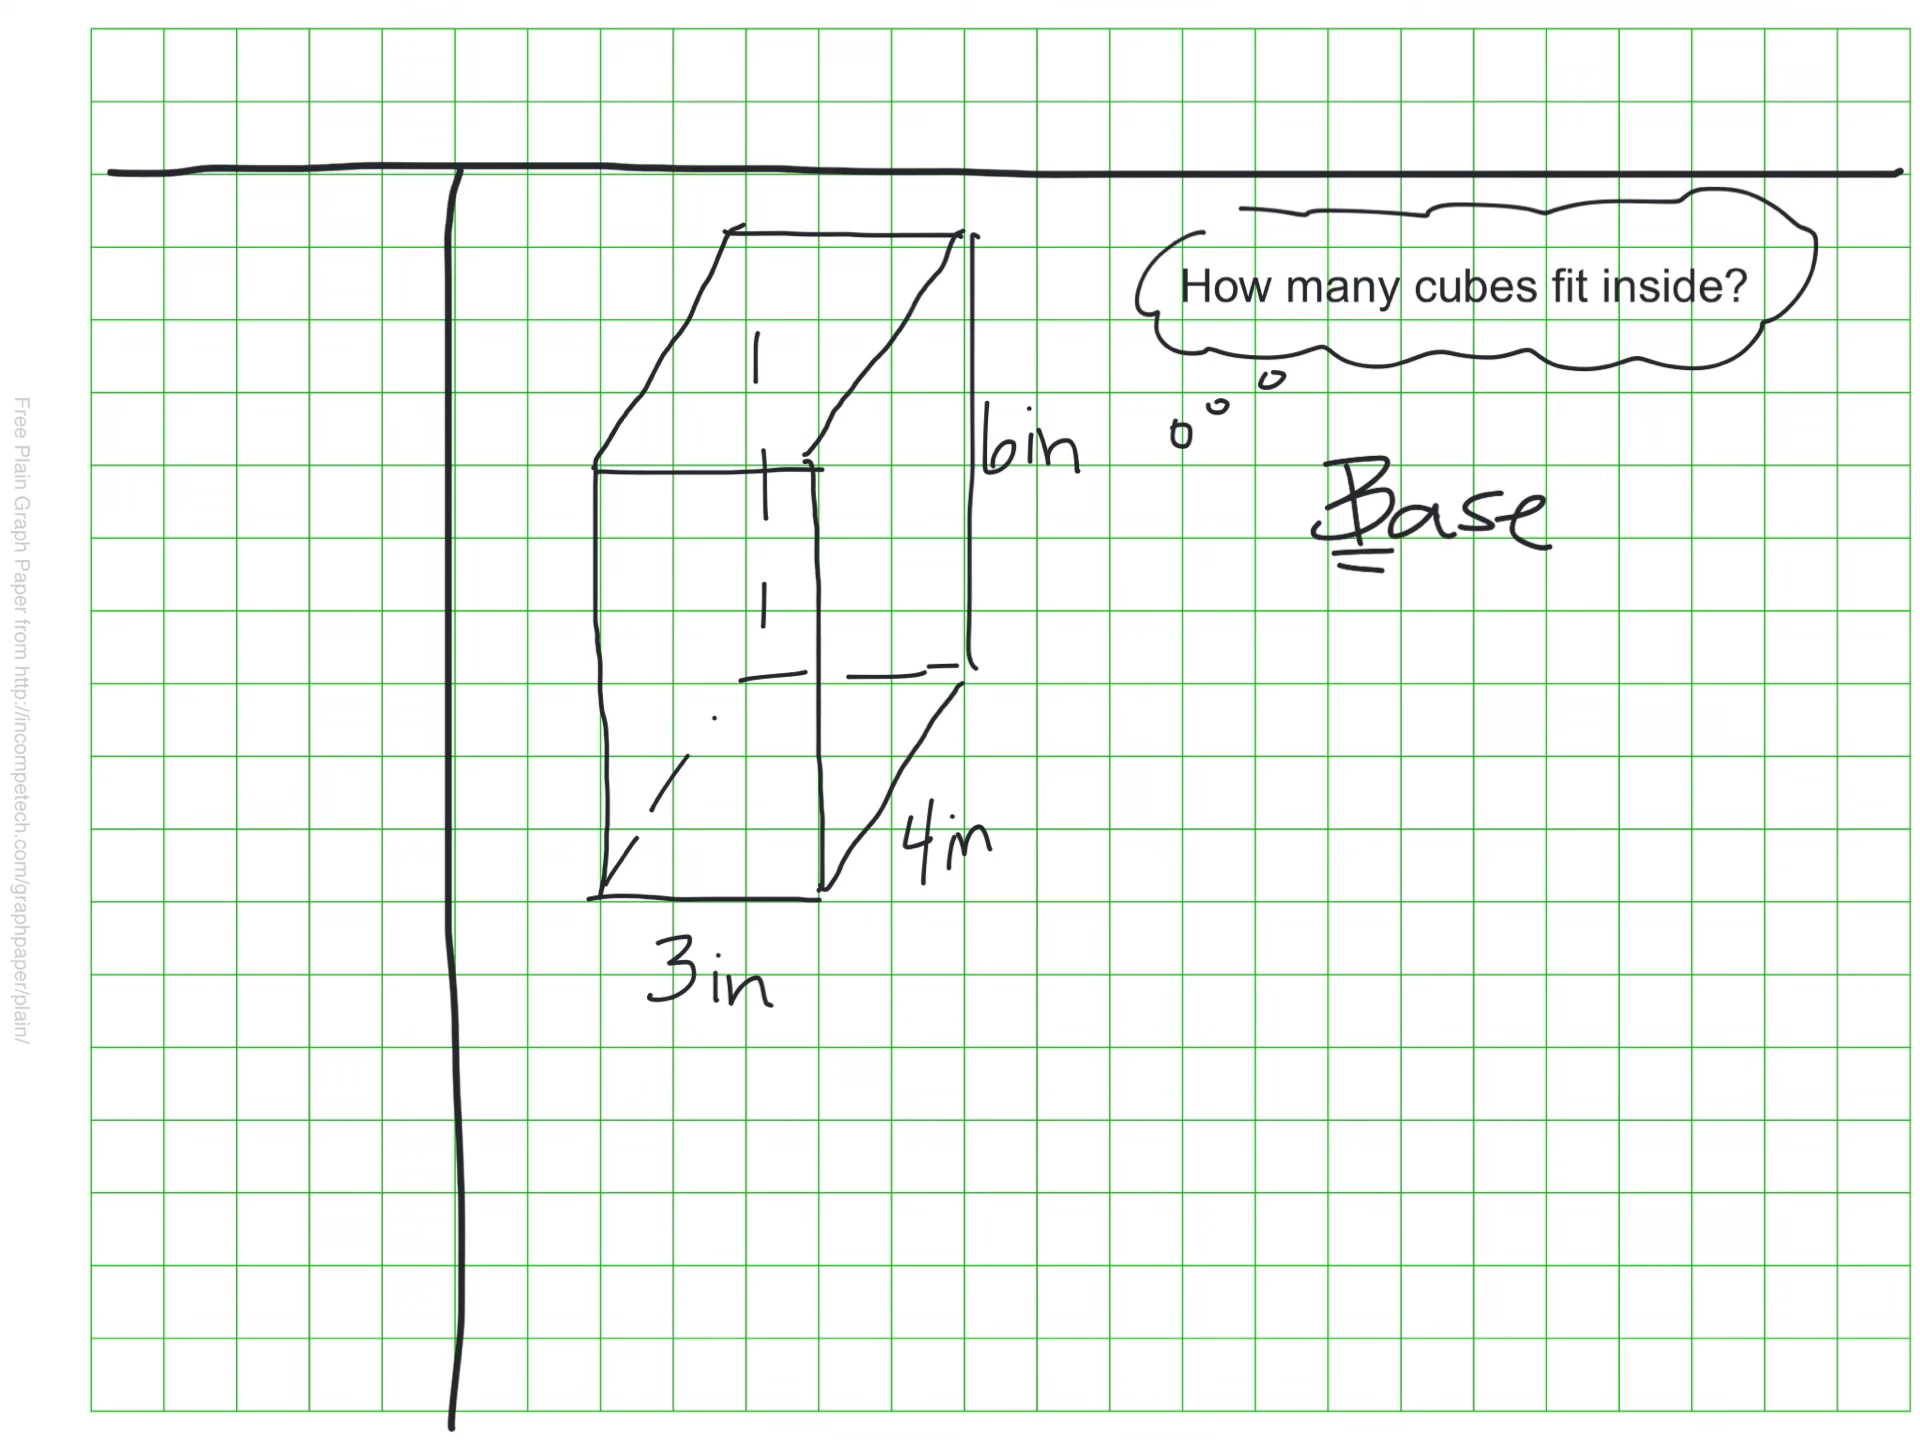 How many cubes fit inside?
6in
Base
4in
3in
Free Plain Graph Paper from http://incompetech.com/graphpaper/plain/